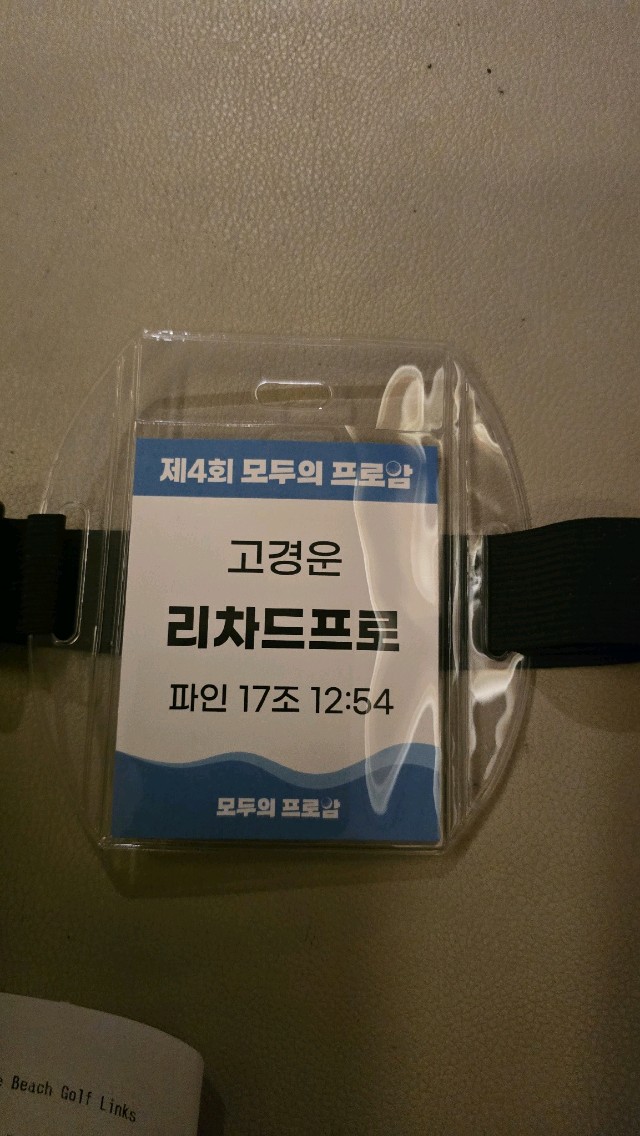 제4회 모두의 프로암
고경운
리차드프로
파인 17조 12:54
모두의 프로암
Beach Golf Links